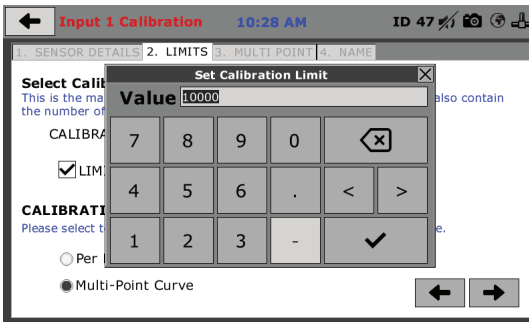 Input 1 Calibration 10:28 AM ID 47
1. SENSOR DETAILS 2. LIMITS 3. MULTI POINT 4. NAME
Set Calibration Limit
Select Calib
Value 10000
This is the ma also contain
the number of
CALIBRA
7 8 9 0
LIM
4 5 6 . < >
CALIBRATI
Please select t e.
1 2 3 -
Per
Multi-Point Curve